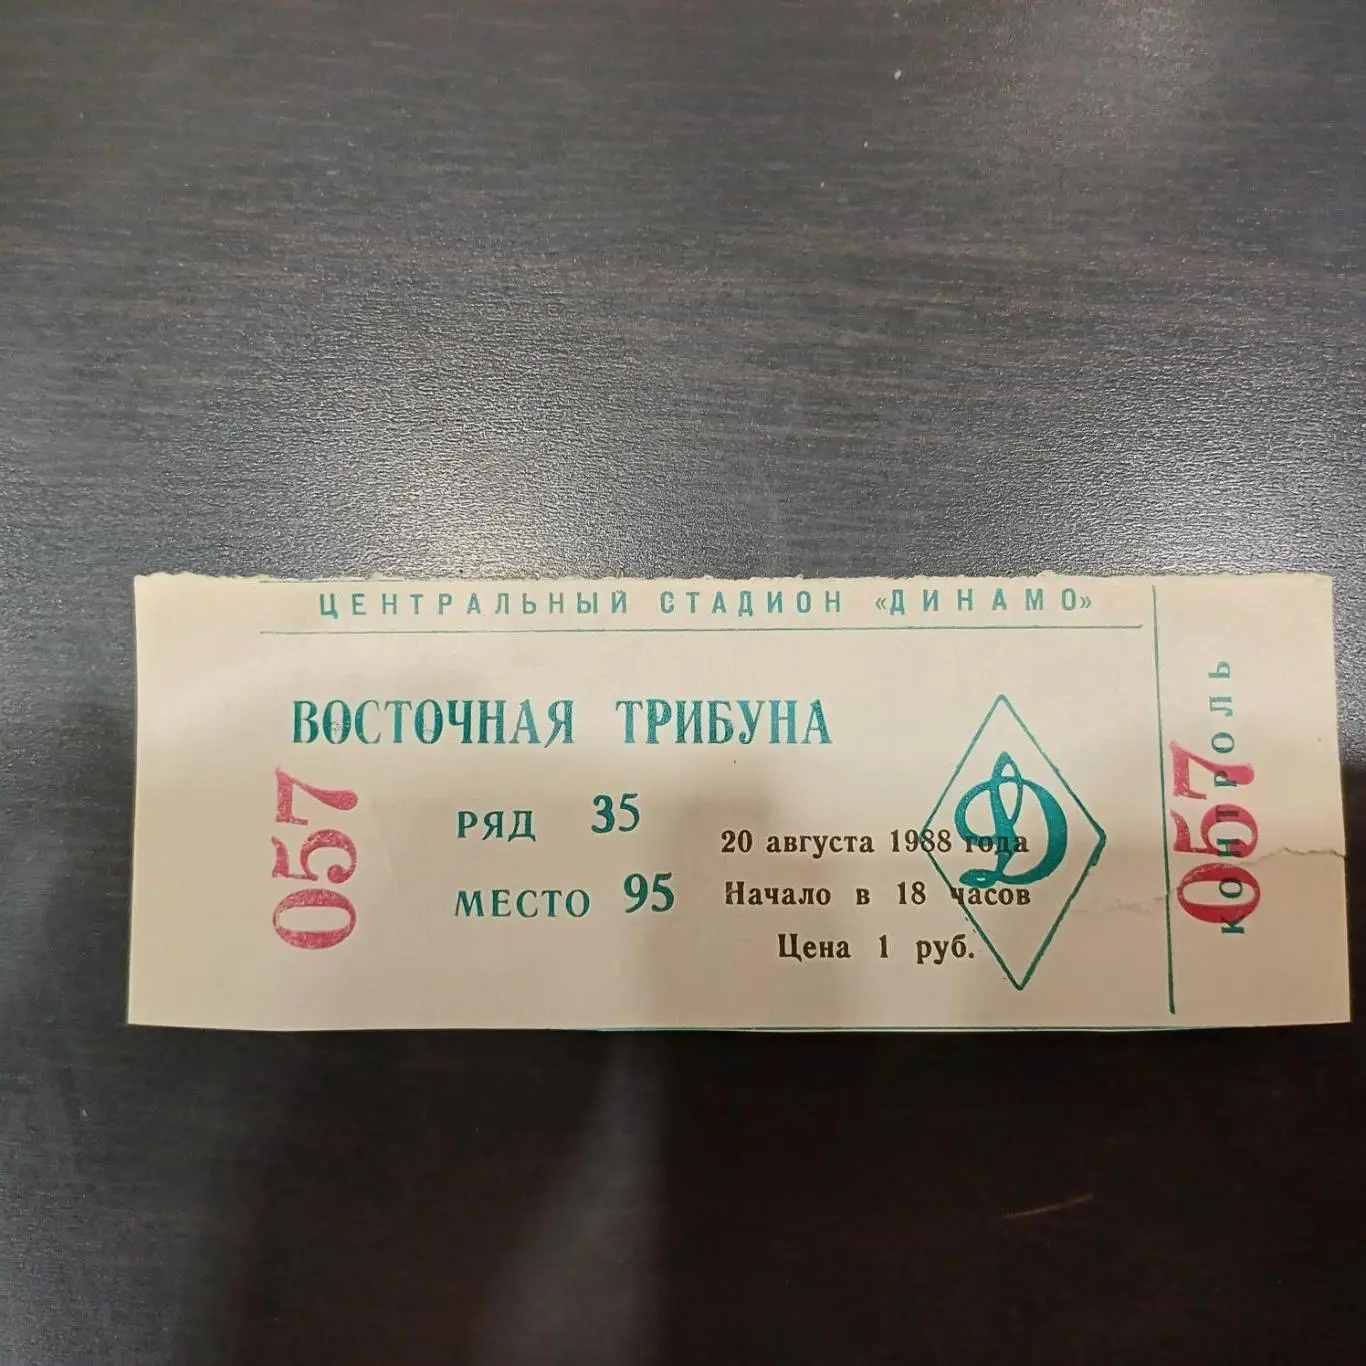 ЦЕНТРАЛЬНЫЙ СТАДИОН «ДИНАМО»
ВОСТОЧНАЯ ТРИБУНА
057
РЯД 35
МЕСТО 95
20 августа 1988 года
Начало в 18 часов
Цена 1 руб.
Д
КОНТРОЛЬ
057